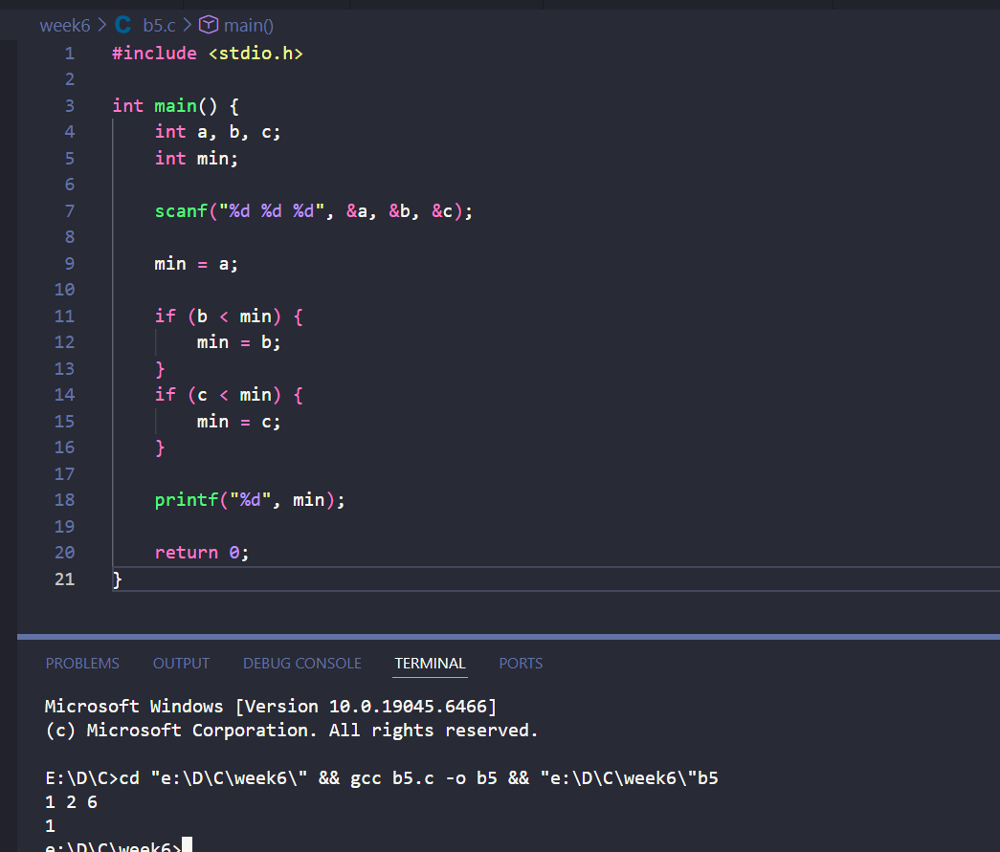 week6 > C b5.c > main()
1 #include <stdio.h>
2
3 int main() {
4     int a, b, c;
5     int min;
6
7     scanf("%d %d %d", &a, &b, &c);
8
9     min = a;
10
11     if (b < min) {
12         min = b;
13     }
14     if (c < min) {
15         min = c;
16     }
17
18     printf("%d", min);
19
20     return 0;
21 }
PROBLEMS OUTPUT DEBUG CONSOLE TERMINAL PORTS
Microsoft Windows [Version 10.0.19045.6466]
(c) Microsoft Corporation. All rights reserved.
E:\D\C>cd "e:\D\C\week6\" && gcc b5.c -o b5 && "e:\D\C\week6\"b5
1 2 6
1
e:\D\C\week6>